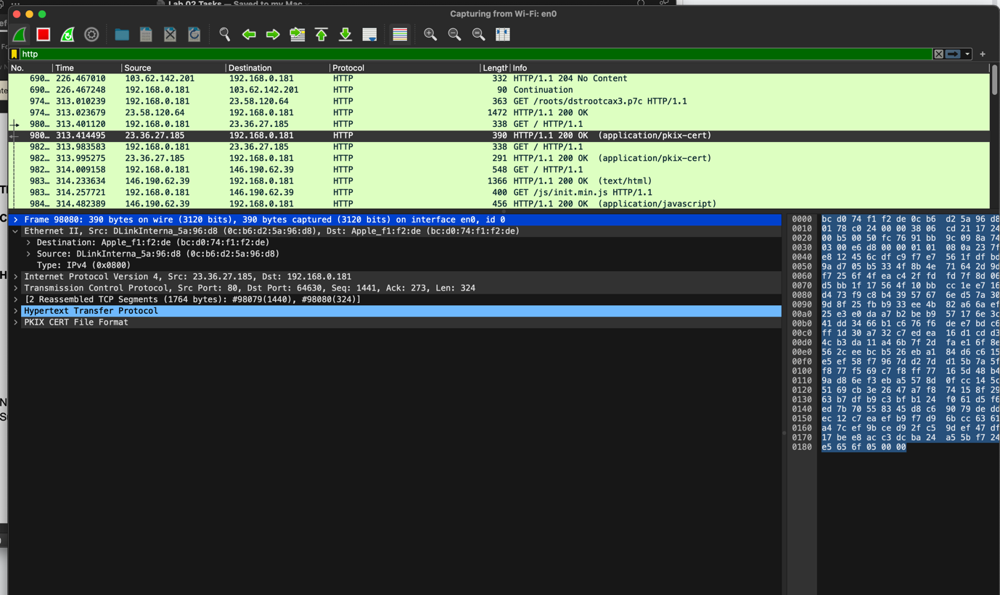 Lab 02 Tasks — Saved to my Mac
Capturing from Wi-Fi: en0
http
No. Time Source Destination Protocol Length Info
690… 226.467010 103.62.142.201 192.168.0.181 HTTP 332 HTTP/1.1 204 No Content
690… 226.467248 192.168.0.181 103.62.142.201 HTTP 90 Continuation
974… 313.010239 192.168.0.181 23.58.120.64 HTTP 363 GET /roots/dstrootcax3.p7c HTTP/1.1
974… 313.023679 23.58.120.64 192.168.0.181 HTTP 1472 HTTP/1.1 200 OK
980… 313.401120 192.168.0.181 23.36.27.185 HTTP 338 GET / HTTP/1.1
980… 313.414495 23.36.27.185 192.168.0.181 HTTP 390 HTTP/1.1 200 OK (application/pkix-cert)
982… 313.983583 192.168.0.181 23.36.27.185 HTTP 338 GET / HTTP/1.1
982… 313.995275 23.36.27.185 192.168.0.181 HTTP 291 HTTP/1.1 200 OK (application/pkix-cert)
982… 314.009158 192.168.0.181 146.190.62.39 HTTP 548 GET / HTTP/1.1
983… 314.233634 146.190.62.39 192.168.0.181 HTTP 1366 HTTP/1.1 200 OK (text/html)
983… 314.257721 192.168.0.181 146.190.62.39 HTTP 400 GET /js/init.min.js HTTP/1.1
984… 314.482389 146.190.62.39 192.168.0.181 HTTP 456 HTTP/1.1 200 OK (application/javascript)
Frame 98080: 390 bytes on wire (3120 bits), 390 bytes captured (3120 bits) on interface en0, id 0
Ethernet II, Src: DLinkInterna_5a:96:d8 (0c:b6:d2:5a:96:d8), Dst: Apple_f1:f2:de (bc:d0:74:f1:f2:de)
Destination: Apple_f1:f2:de (bc:d0:74:f1:f2:de)
Source: DLinkInterna_5a:96:d8 (0c:b6:d2:5a:96:d8)
Type: IPv4 (0x0800)
Internet Protocol Version 4, Src: 23.36.27.185, Dst: 192.168.0.181
Transmission Control Protocol, Src Port: 80, Dst Port: 64630, Seq: 1441, Ack: 273, Len: 324
[2 Reassembled TCP Segments (1764 bytes): #98079(1440), #98080(324)]
Hypertext Transfer Protocol
PKIX CERT File Format
0000 bc d0 74 f1 f2 de 0c b6 d2 5a 96 d8
0010 01 78 c0 24 00 00 38 06 cd 21 17 24
0020 00 b5 00 50 fc 76 91 bb 9c 09 8a 74
0030 03 00 e6 d8 00 00 01 01 08 0a 23 7f
0040 e8 12 45 6c df c9 f7 e7 56 1f df bd
0050 9a d7 05 b5 33 4f 8b 4e 71 64 2d 9d
0060 f7 25 6f 4f ea c4 2f fd fd 7f 8d 06
0070 d5 bb 1f 17 56 4f 10 bb cc 1e e7 16
0080 d4 73 f9 c8 b4 39 57 67 6e d5 7a 30
0090 9d 8f 25 fb b9 33 ee 4b 82 a6 6a ef
00a0 25 e3 e0 da a7 b2 be b9 57 17 6e 3c
00b0 41 dd 34 66 b1 c6 76 f6 de e7 bd c6
00c0 ff 1d 30 a7 32 c7 ed ea 16 d1 cd d3
00d0 4c b3 da 11 a4 6b 7f 2d fa e1 6f 8e
00e0 56 2c ee bc b5 26 eb a1 84 d6 c6 15
00f0 e5 ef 58 f7 96 7d d2 7d d1 5b 7a 5f
0100 f8 77 f5 69 c7 f8 ff 77 16 5d 48 b4
0110 9a d8 6e f3 eb a5 57 8d 0f cc 14 5c
0120 51 69 cb 3e 26 47 a7 f8 74 15 8f 29
0130 63 b7 df b9 c3 bf b1 24 f0 61 d5 f6
0140 ed 7b 70 55 83 45 d8 c6 90 79 de dd
0150 ec 12 c7 ea ef b9 f7 d9 6b cc 63 61
0160 a4 7c ef 9b ce d9 2f c5 9d ef 47 df
0170 17 be e8 ac c3 dc ba 24 a5 5b f7 24
0180 e5 65 6f 05 00 00